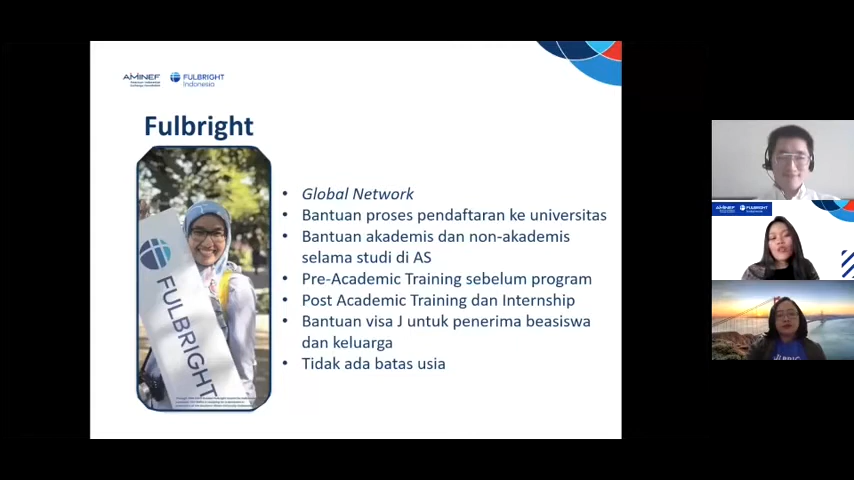 AMINEF
FULBRIGHT
Indonesia
Fulbright
FULBRIGHT
• Global Network
• Bantuan proses pendaftaran ke universitas
• Bantuan akademis dan non-akademis
selama studi di AS
• Pre-Academic Training sebelum program
• Post Academic Training dan Internship
• Bantuan visa J untuk penerima beasiswa
dan keluarga
• Tidak ada batas usia
AMINEF
FULBRIGHT